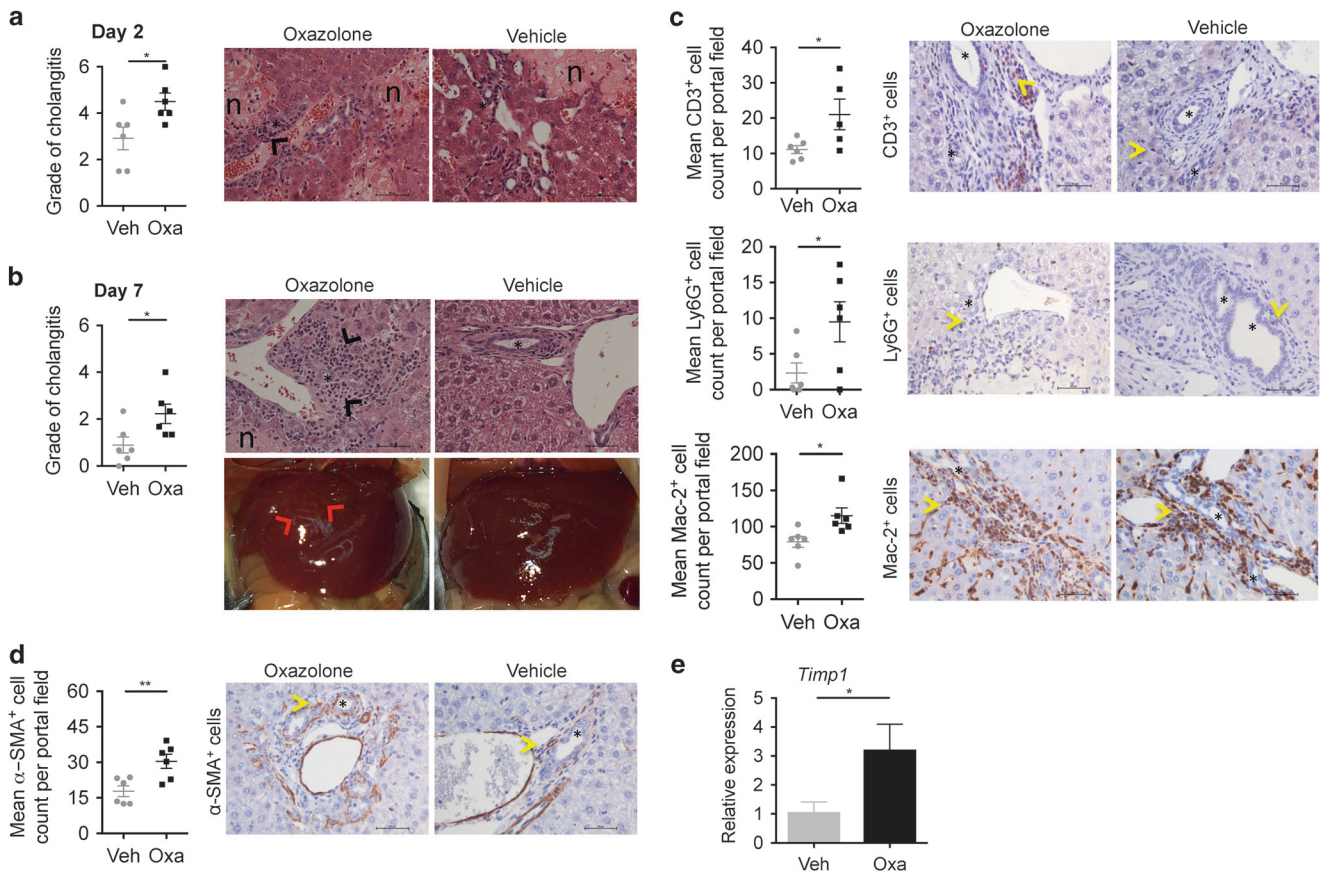 a
Day 2
Grade of cholangitis
6
4
2
0
*
Veh Oxa
Oxazolone
Vehicle
n
n
*
n
*
b
Day 7
Grade of cholangitis
6
4
2
0
*
Veh Oxa
Oxazolone
Vehicle
*
n
*
c
Mean CD3+ cell
count per portal field
40
30
20
10
0
*
Veh Oxa
CD3+ cells
Oxazolone
Vehicle
*
*
*
*
Mean Ly6G+ cell
count per portal field
20
15
10
5
0
*
Veh Oxa
Ly6G+ cells
*
*
*
Mean Mac-2+ cell
count per portal field
200
150
100
50
0
*
Veh Oxa
Mac-2+ cells
*
*
*
d
Mean α−SMA+ cell
count per portal field
60
45
30
15
0
**
Veh Oxa
α-SMA+ cells
Oxazolone
Vehicle
*
*
e
Timp1
Relative expression
5
4
3
2
1
0
*
Veh Oxa